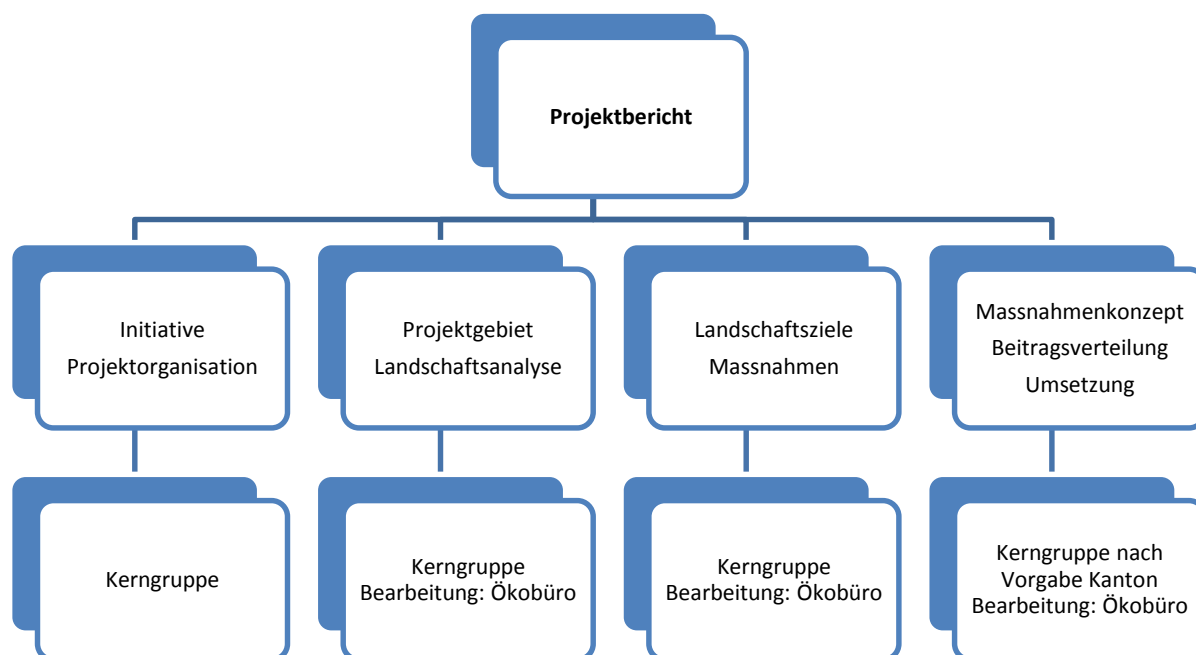 Projektbericht
Initiative
Projektorganisation
Projektgebiet
Landschaftsanalyse
Landschaftsziele
Massnahmen
Massnahmenkonzept
Beitragsverteilung
Umsetzung
Kerngruppe
Kerngruppe
Bearbeitung: Ökobüro
Kerngruppe
Bearbeitung: Ökobüro
Kerngruppe nach
Vorgabe Kanton
Bearbeitung: Ökobüro